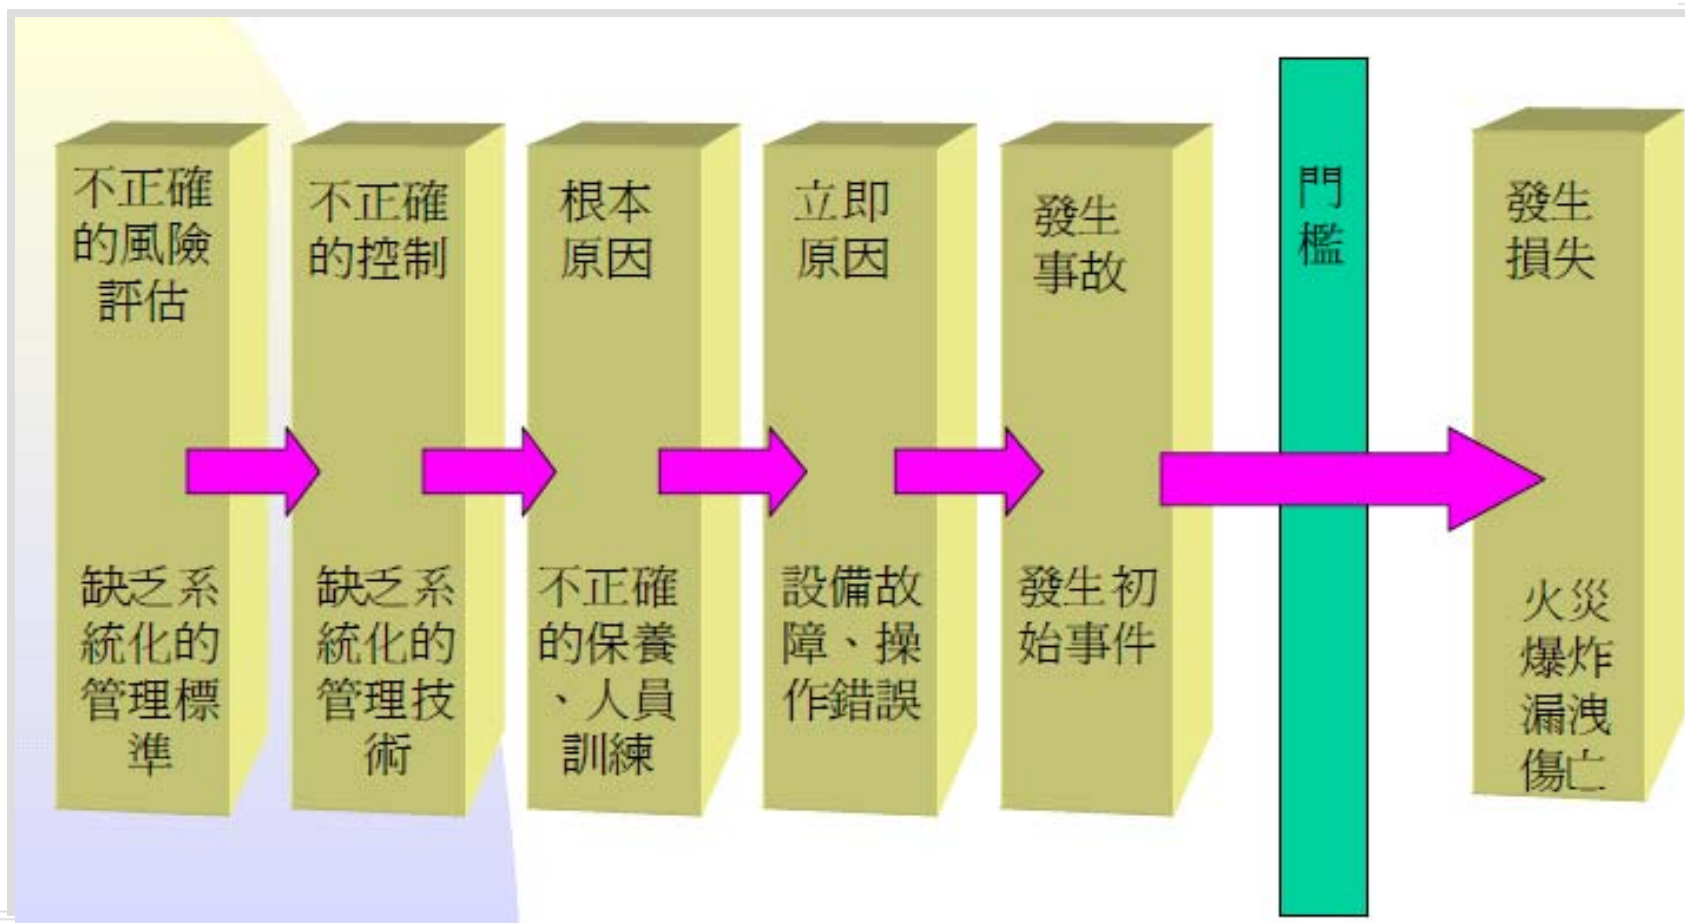 不正確
的風險
評估
缺乏系
統化的
管理標
準
不正確
的控制
缺乏系
統化的
管理技
術
根本
原因
不正確
的保養
、人員
訓練
立即
原因
設備故
障、操
作錯誤
發生
事故
發生初
始事件
門
檻
發生
損失
火災
爆炸
漏洩
傷亡